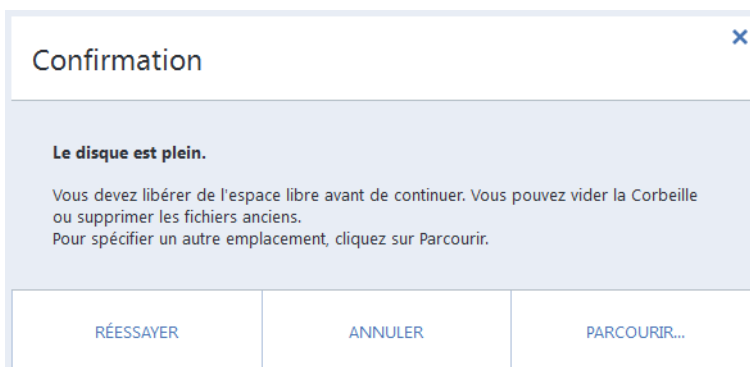 Confirmation
Le disque est plein.
Vous devez libérer de l'espace libre avant de continuer. Vous pouvez vider la Corbeille
ou supprimer les fichiers anciens.
Pour spécifier un autre emplacement, cliquez sur Parcourir.
RÉESSAYER
ANNULER
PARCOURIR...